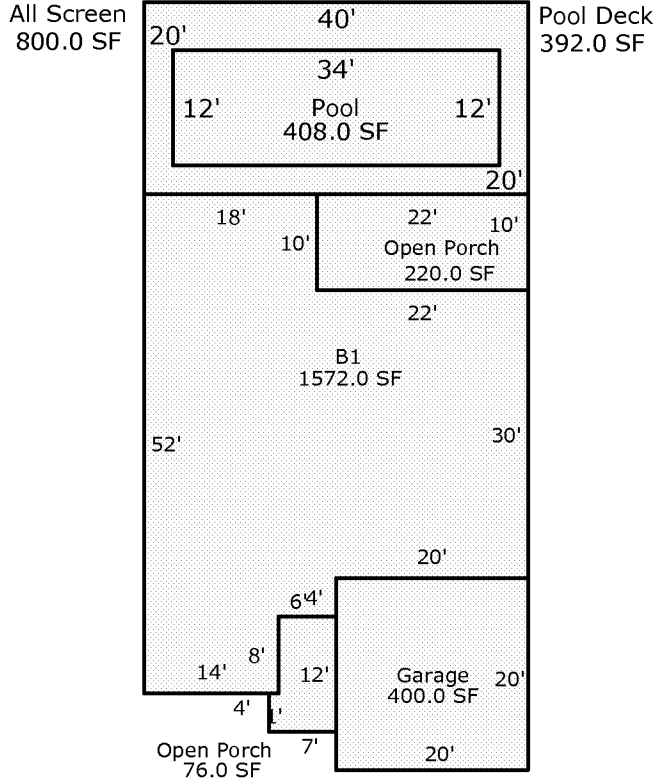 All Screen
800.0 SF
40'
Pool Deck
392.0 SF
20'
34'
12'
Pool
12'
408.0 SF
20'
18'
22'
10'
10'
Open Porch
220.0 SF
22'
B1
1572.0 SF
52'
30'
20'
6'
4'
8'
14'
12'
Garage
20'
400.0 SF
4'
1'
7'
20'
Open Porch
76.0 SF